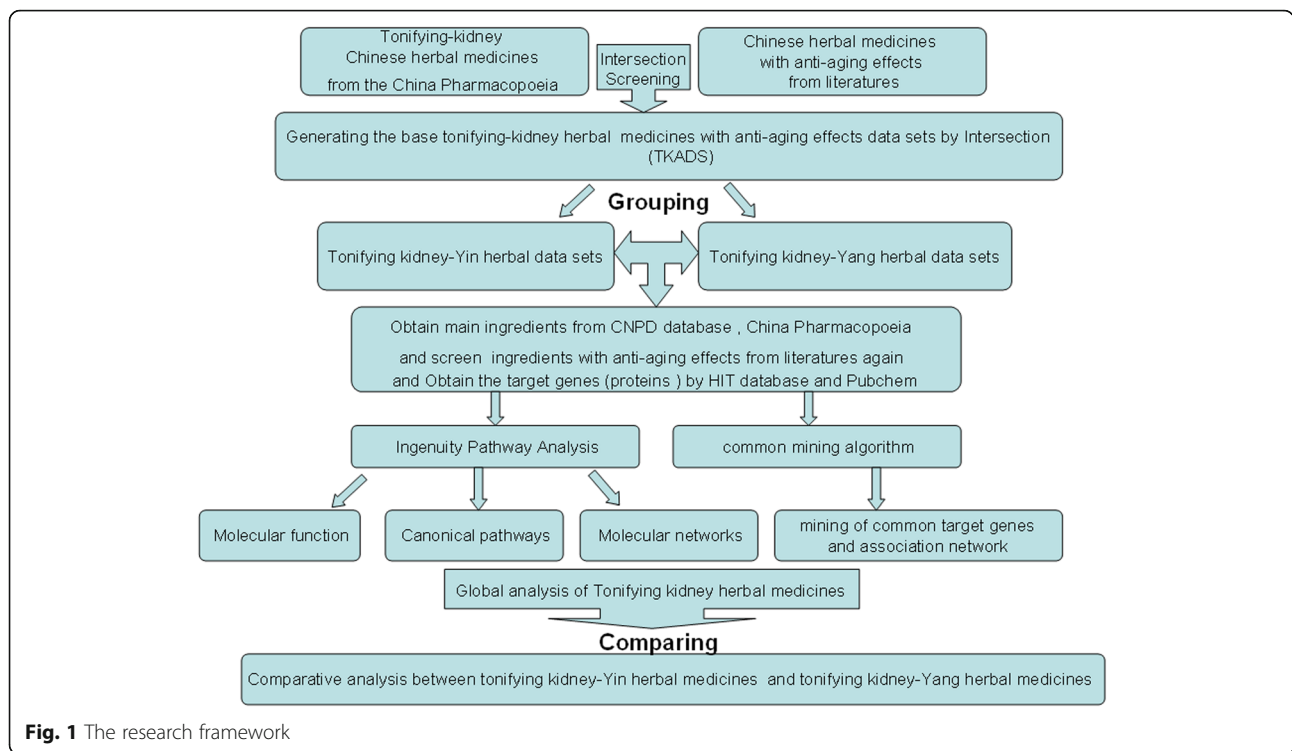 Tonifying-kidney
Chinese herbal medicines
from the China Pharmacopoeia
Intersection
Screening
Chinese herbal medicines
with anti-aging effects
from literatures
Generating the base tonifying-kidney herbal medicines with anti-aging effects data sets by Intersection
(TKADS)
Grouping
Tonifying kidney-Yin herbal data sets
Tonifying kidney-Yang herbal data sets
Obtain main ingredients from CNPD database , China Pharmacopoeia
and screen ingredients with anti-aging effects from literatures again
and Obtain the target genes (proteins ) by HIT database and Pubchem
Ingenuity Pathway Analysis
common mining algorithm
Molecular function
Canonical pathways
Molecular networks
mining of common target genes
and association network
Global analysis of Tonifying kidney herbal medicines
Comparing
Comparative analysis between tonifying kidney-Yin herbal medicines and tonifying kidney-Yang herbal medicines
Fig. 1 The research framework